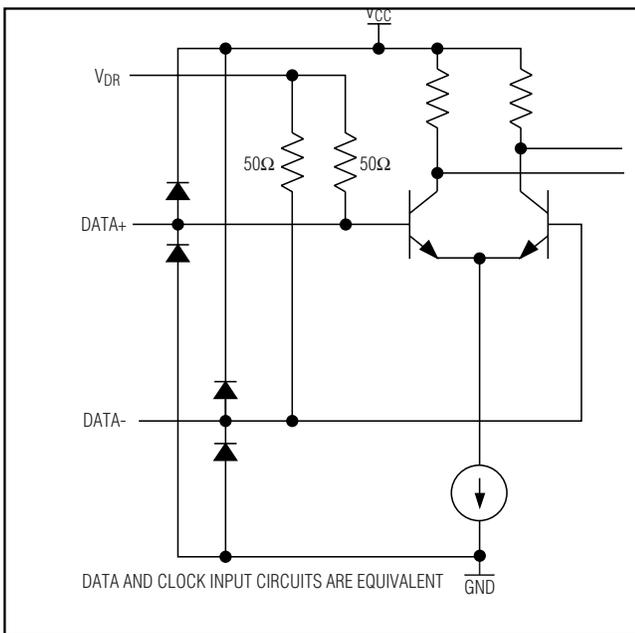 VCC
VDR
50Ω
50Ω
DATA+
DATA-
DATA AND CLOCK INPUT CIRCUITS ARE EQUIVALENT
GND